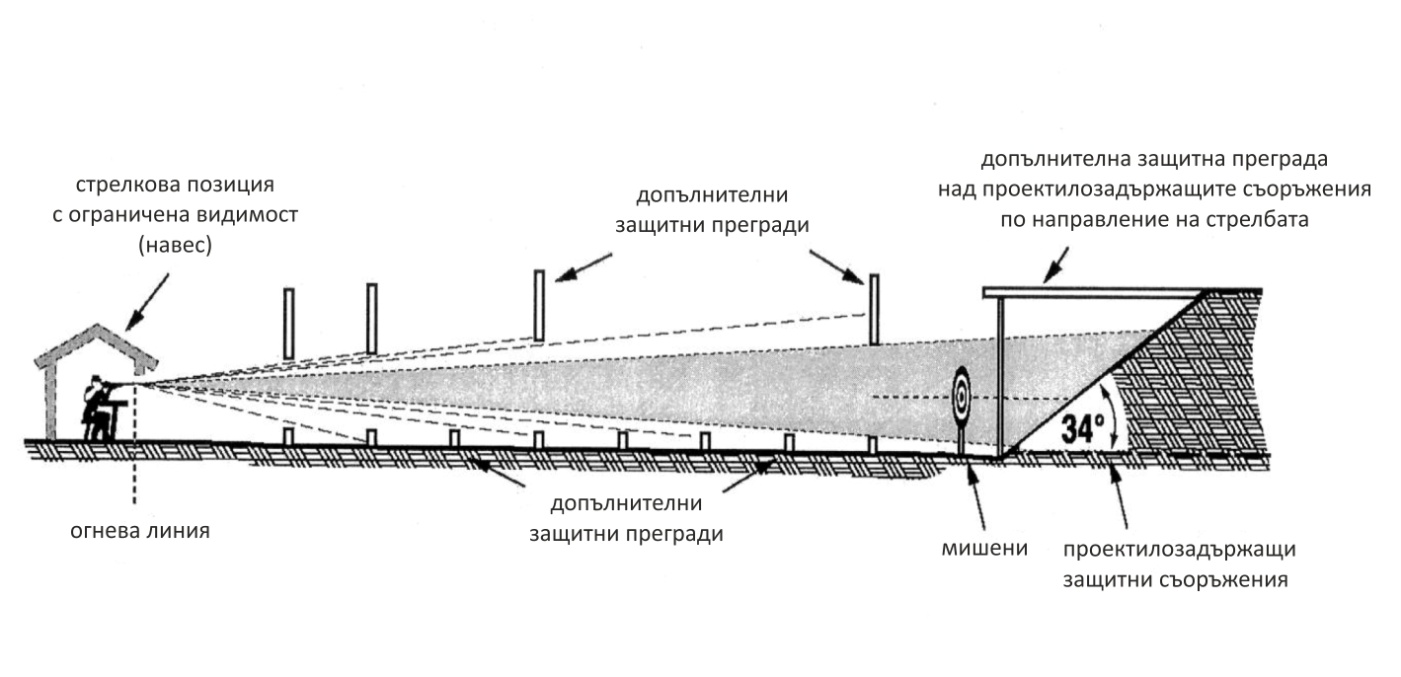 стрелкова позиция
с ограничена видимост
(навес)
допълнителни
защитни прегради
допълнителна защитна преграда
над проектилозадържащите съоръжения
по направление на стрелбата
34°
огнева линия
допълнителни
защитни прегради
мишени
проектилозадържащи
защитни съоръжения